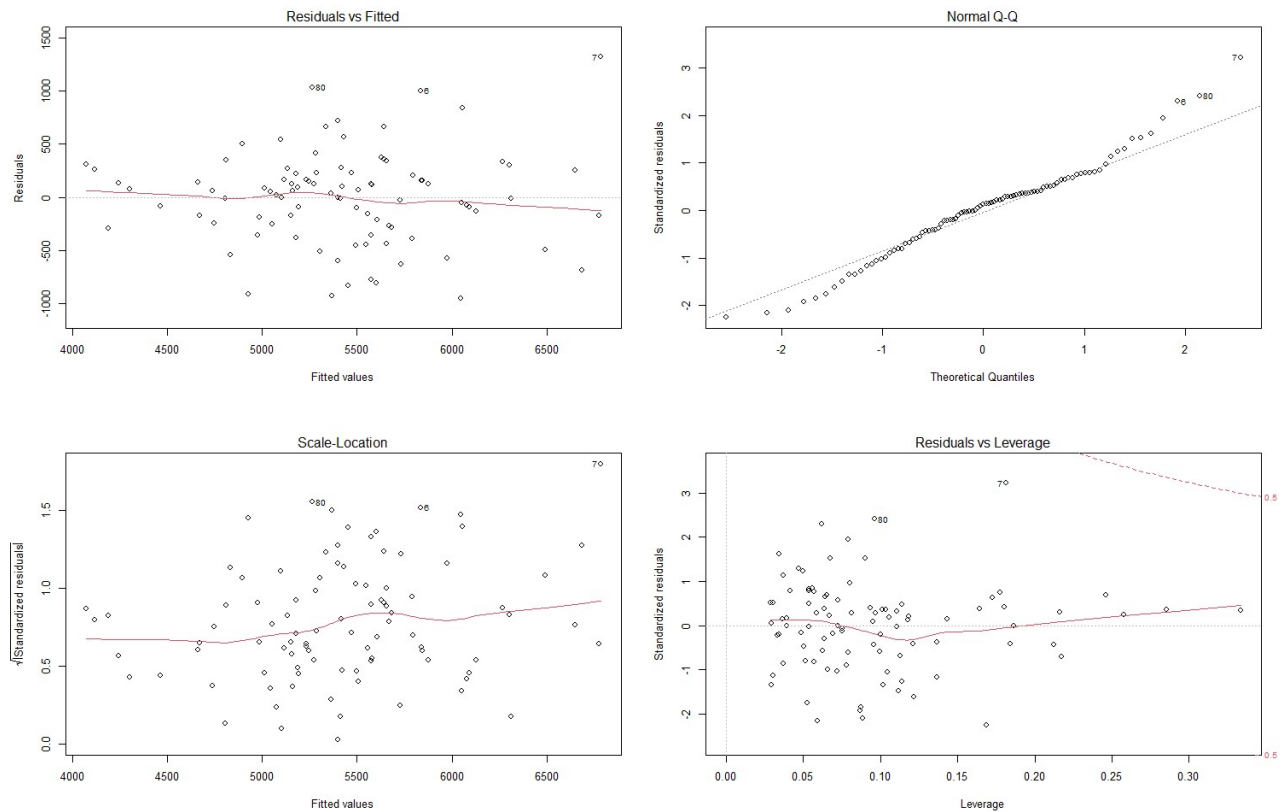 Residuals vs Fitted
1500
1000
500
0
-500
-1000
Residuals
7
80
6
4000 4500 5000 5500 6000 6500
Fitted values
Normal Q-Q
3
2
1
0
-1
-2
Standardized residuals
7
6 80
-2 -1 0 1 2
Theoretical Quantiles
Scale-Location
1.5
1.0
0.5
0.0
√|Standardized residuals|
7
80
6
4000 4500 5000 5500 6000 6500
Fitted values
Residuals vs Leverage
3
2
1
0
-1
-2
Standardized residuals
7
80
0.5
0.5
0.00 0.05 0.10 0.15 0.20 0.25 0.30
Leverage